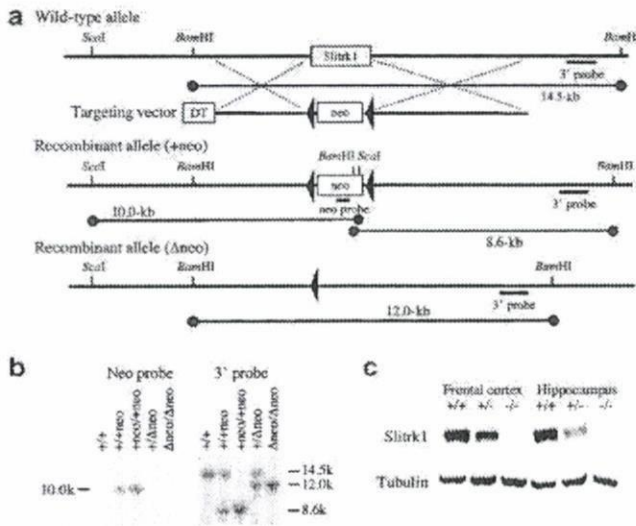 a Wild-type allele
ScaI BamHI BamHI
Slitrk1
3' probe
14.5-kb
Targeting vector DT neo
Recombinant allele (+neo)
BamHI ScaI
ScaI BamHI neo BamHI
neo probe 3' probe
10.0-kb
8.6-kb
Recombinant allele (Δneo)
ScaI BamHI BamHI
3' probe
12.0-kb
b Neo probe 3' probe
+/+ +/+neo +neo/+neo +/Δneo Δneo/Δneo +/+ +/+neo +neo/+neo +/Δneo Δneo/Δneo
14.5k
10.0k 12.0k
8.6k
c Frontal cortex Hippocampus
+/+ +/- -/- +/+ +/- -/-
Slitrk1
Tubulin